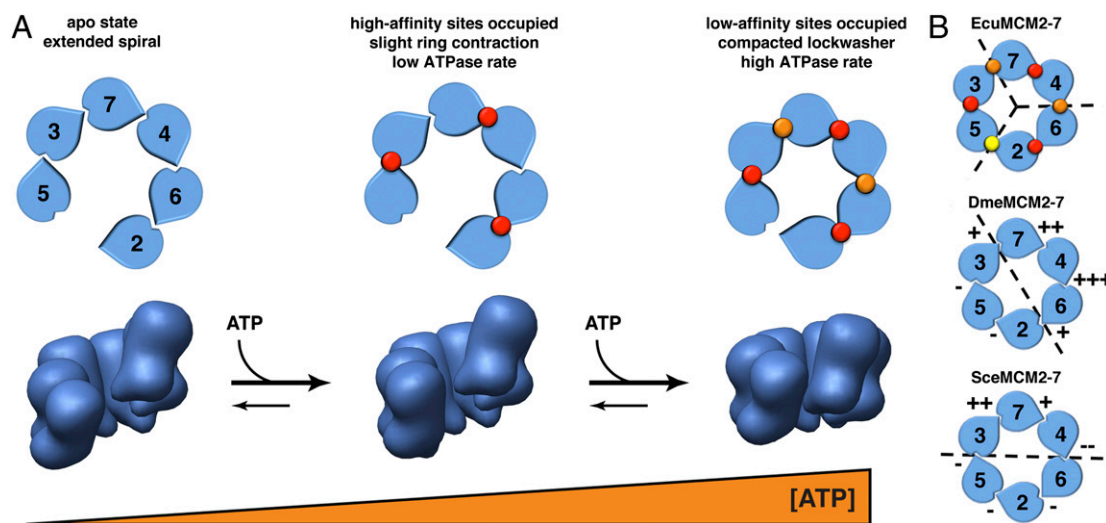 A
apo state
extended spiral
7
3
4
5
6
2
high-affinity sites occupied
slight ring contraction
low ATPase rate
low-affinity sites occupied
compacted lockwasher
high ATPase rate
ATP
ATP
[ATP]
B
EcuMCM2-7
7
3
4
5
6
2
DmeMCM2-7
+
7
++
3
4
+++
-
5
6
-
2
+
SceMCM2-7
++
7
+
3
4
--
-
5
6
-
2
-